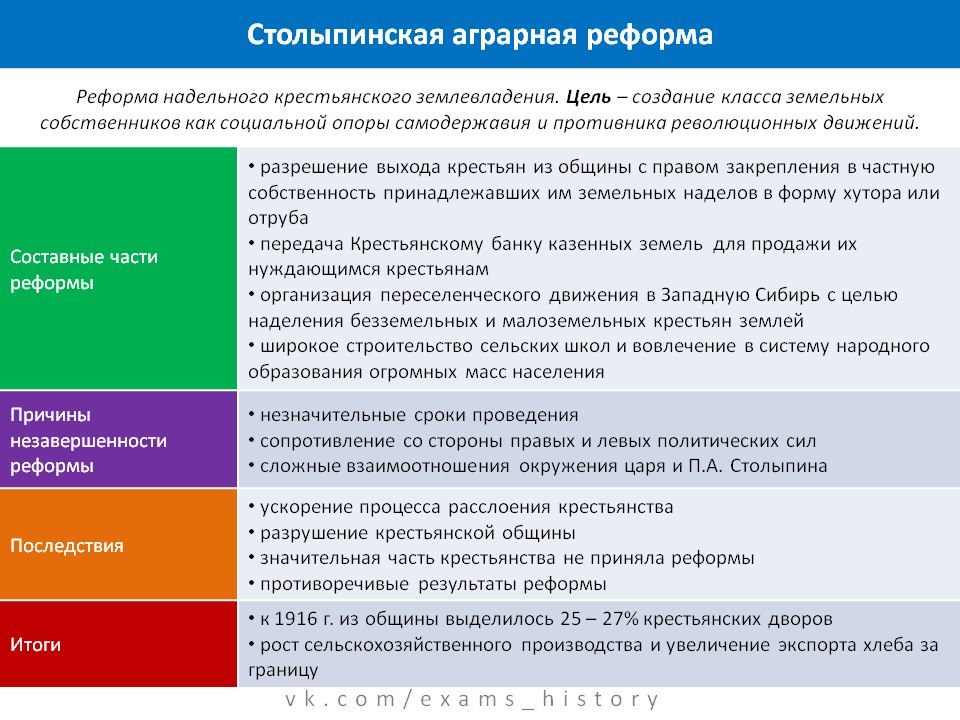 Столыпинская аграрная реформа
Реформа надельного крестьянского землевладения. Цель – создание класса земельных
собственников как социальной опоры самодержавия и противника революционных движений.
Составные части
реформы
• разрешение выхода крестьян из общины с правом закрепления в частную
собственность принадлежавших им земельных наделов в форму хутора или
отруба
• передача Крестьянскому банку казенных земель для продажи их
нуждающимся крестьянам
• организация переселенческого движения в Западную Сибирь с целью
наделения безземельных и малоземельных крестьян землей
• широкое строительство сельских школ и вовлечение в систему народного
образования огромных масс населения
Причины
незавершенности
реформы
• незначительные сроки проведения
• сопротивление со стороны правых и левых политических сил
• сложные взаимоотношения окружения царя и П.А. Столыпина
Последствия
• ускорение процесса расслоения крестьянства
• разрушение крестьянской общины
• значительная часть крестьянства не приняла реформы
• противоречивые результаты реформы
Итоги
• к 1916 г. из общины выделилось 25 – 27% крестьянских дворов
• рост сельскохозяйственного производства и увеличение экспорта хлеба за
границу
vk.com/exams_history